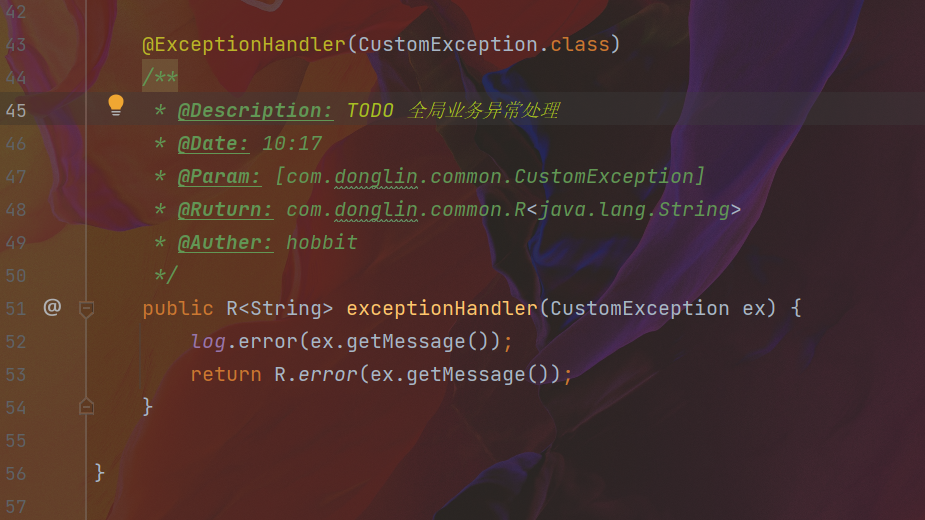 42
43 @ExceptionHandler(CustomException.class)
44 /**
45 * @Description: TODO 全局业务异常处理
46 * @Date: 10:17
47 * @Param: [com.donglin.common.CustomException]
48 * @Ruturn: com.donglin.common.R<java.lang.String>
49 * @Auther: hobbit
50 */
51 @ public R<String> exceptionHandler(CustomException ex) {
52 log.error(ex.getMessage());
53 return R.error(ex.getMessage());
54 }
55
56 }
57